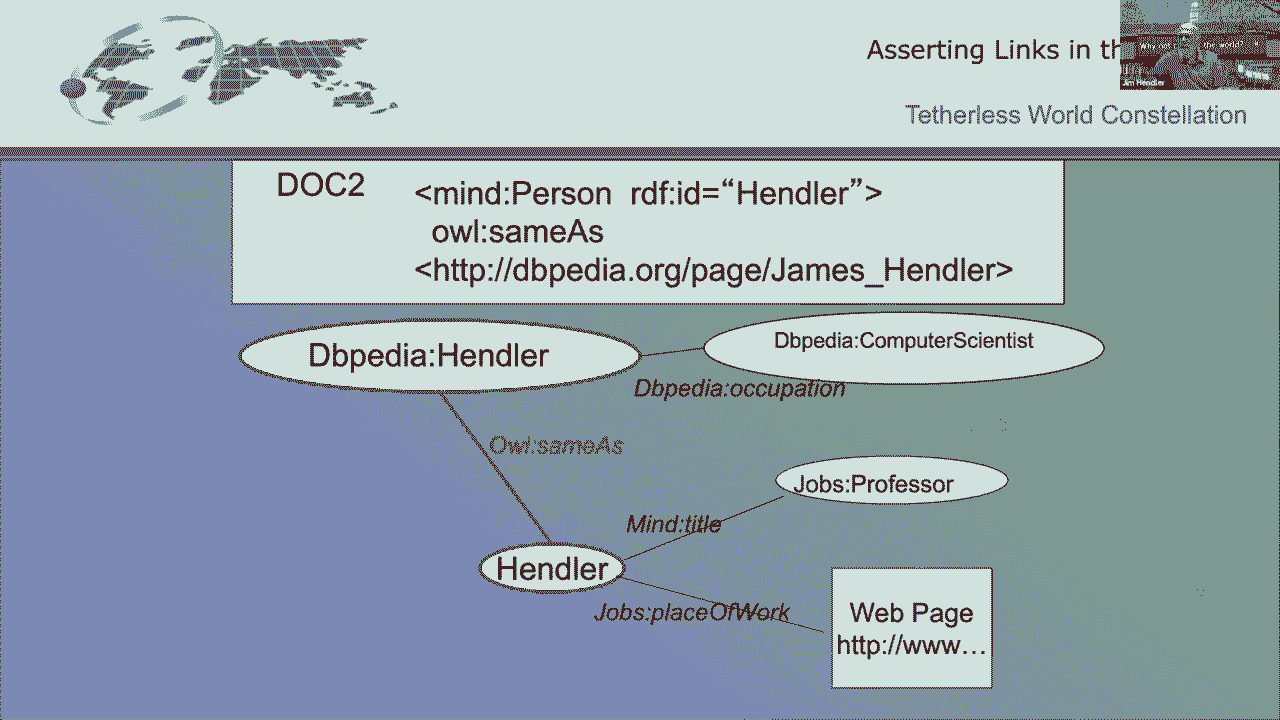 Asserting Links in th
Why not the world?
Jim Hendler
Tetherless World Constellation
DOC2
<mind:Person rdf:id=“Hendler”>
owl:sameAs
<http://dbpedia.org/page/James_Hendler>
Dbpedia:Hendler
Dbpedia:ComputerScientist
Dbpedia:occupation
Owl:sameAs
Jobs:Professor
Mind:title
Hendler
Jobs:placeOfWork
Web Page
http://www...